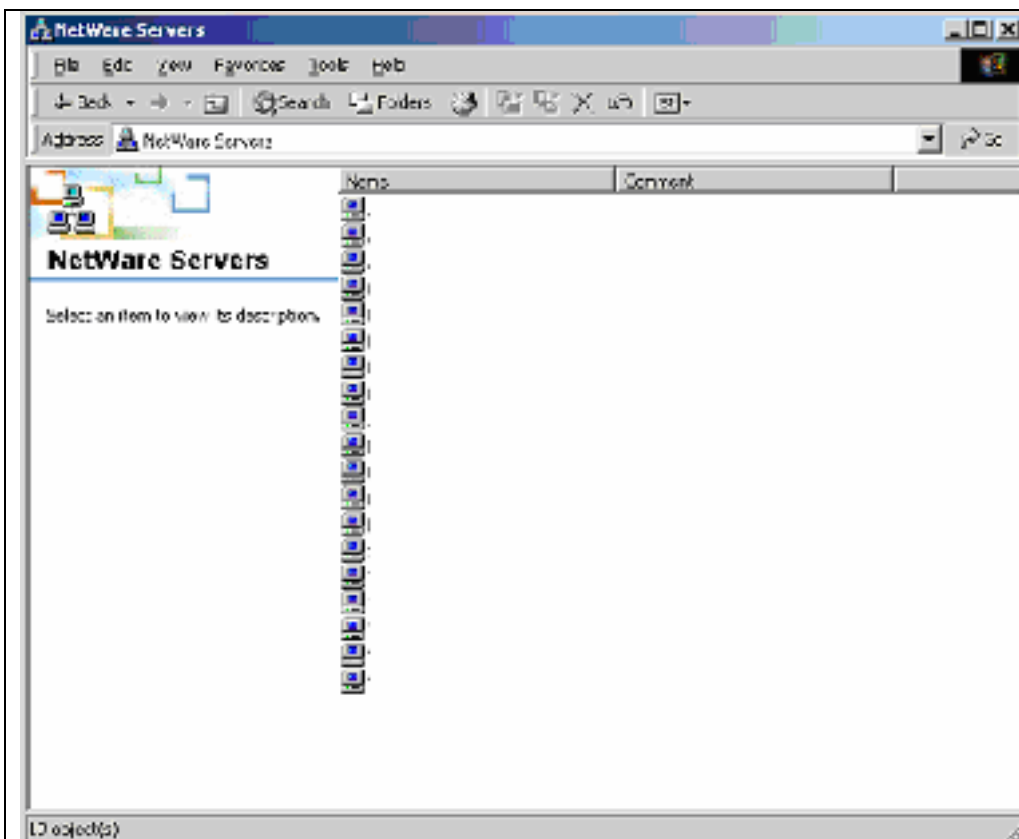 NetWare Servers
File Edit View Favorites Tools Help
Back Search Folders
Address NetWare Servers Go
Name Comment
NetWare Servers
Select an item to view its description.
object(s)